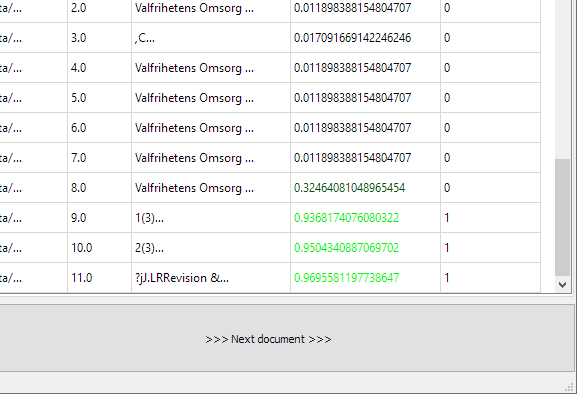 ta/... 2.0 Valfrihetens Omsorg ... 0.011898388154804707 0
ta/... 3.0 ,C... 0.017091669142246246 0
ta/... 4.0 Valfrihetens Omsorg ... 0.011898388154804707 0
ta/... 5.0 Valfrihetens Omsorg ... 0.011898388154804707 0
ta/... 6.0 Valfrihetens Omsorg ... 0.011898388154804707 0
ta/... 7.0 Valfrihetens Omsorg ... 0.011898388154804707 0
ta/... 8.0 Valfrihetens Omsorg ... 0.32464081048965454 0
ta/... 9.0 1(3)... 0.9368174076080322 1
ta/... 10.0 2(3)... 0.9504340887069702 1
ta/... 11.0 ?jJ.LRRevision &... 0.9695581197738647 1
>>> Next document >>>